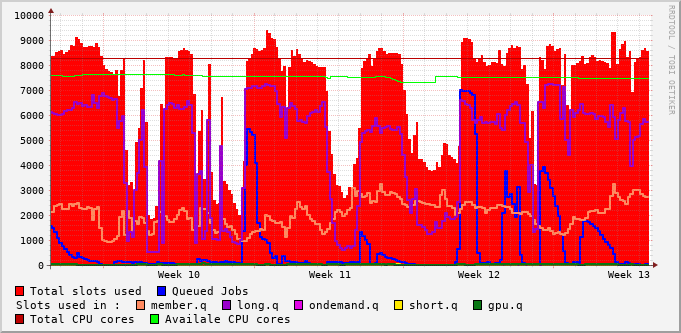 RRDTOOL / TOBI OETIKER
10000
9000
8000
7000
6000
5000
4000
3000
2000
1000
0
Week 10 Week 11 Week 12 Week 13
Total slots used Queued Jobs
Slots used in : member.q long.q ondemand.q short.q gpu.q
Total CPU cores Availale CPU cores